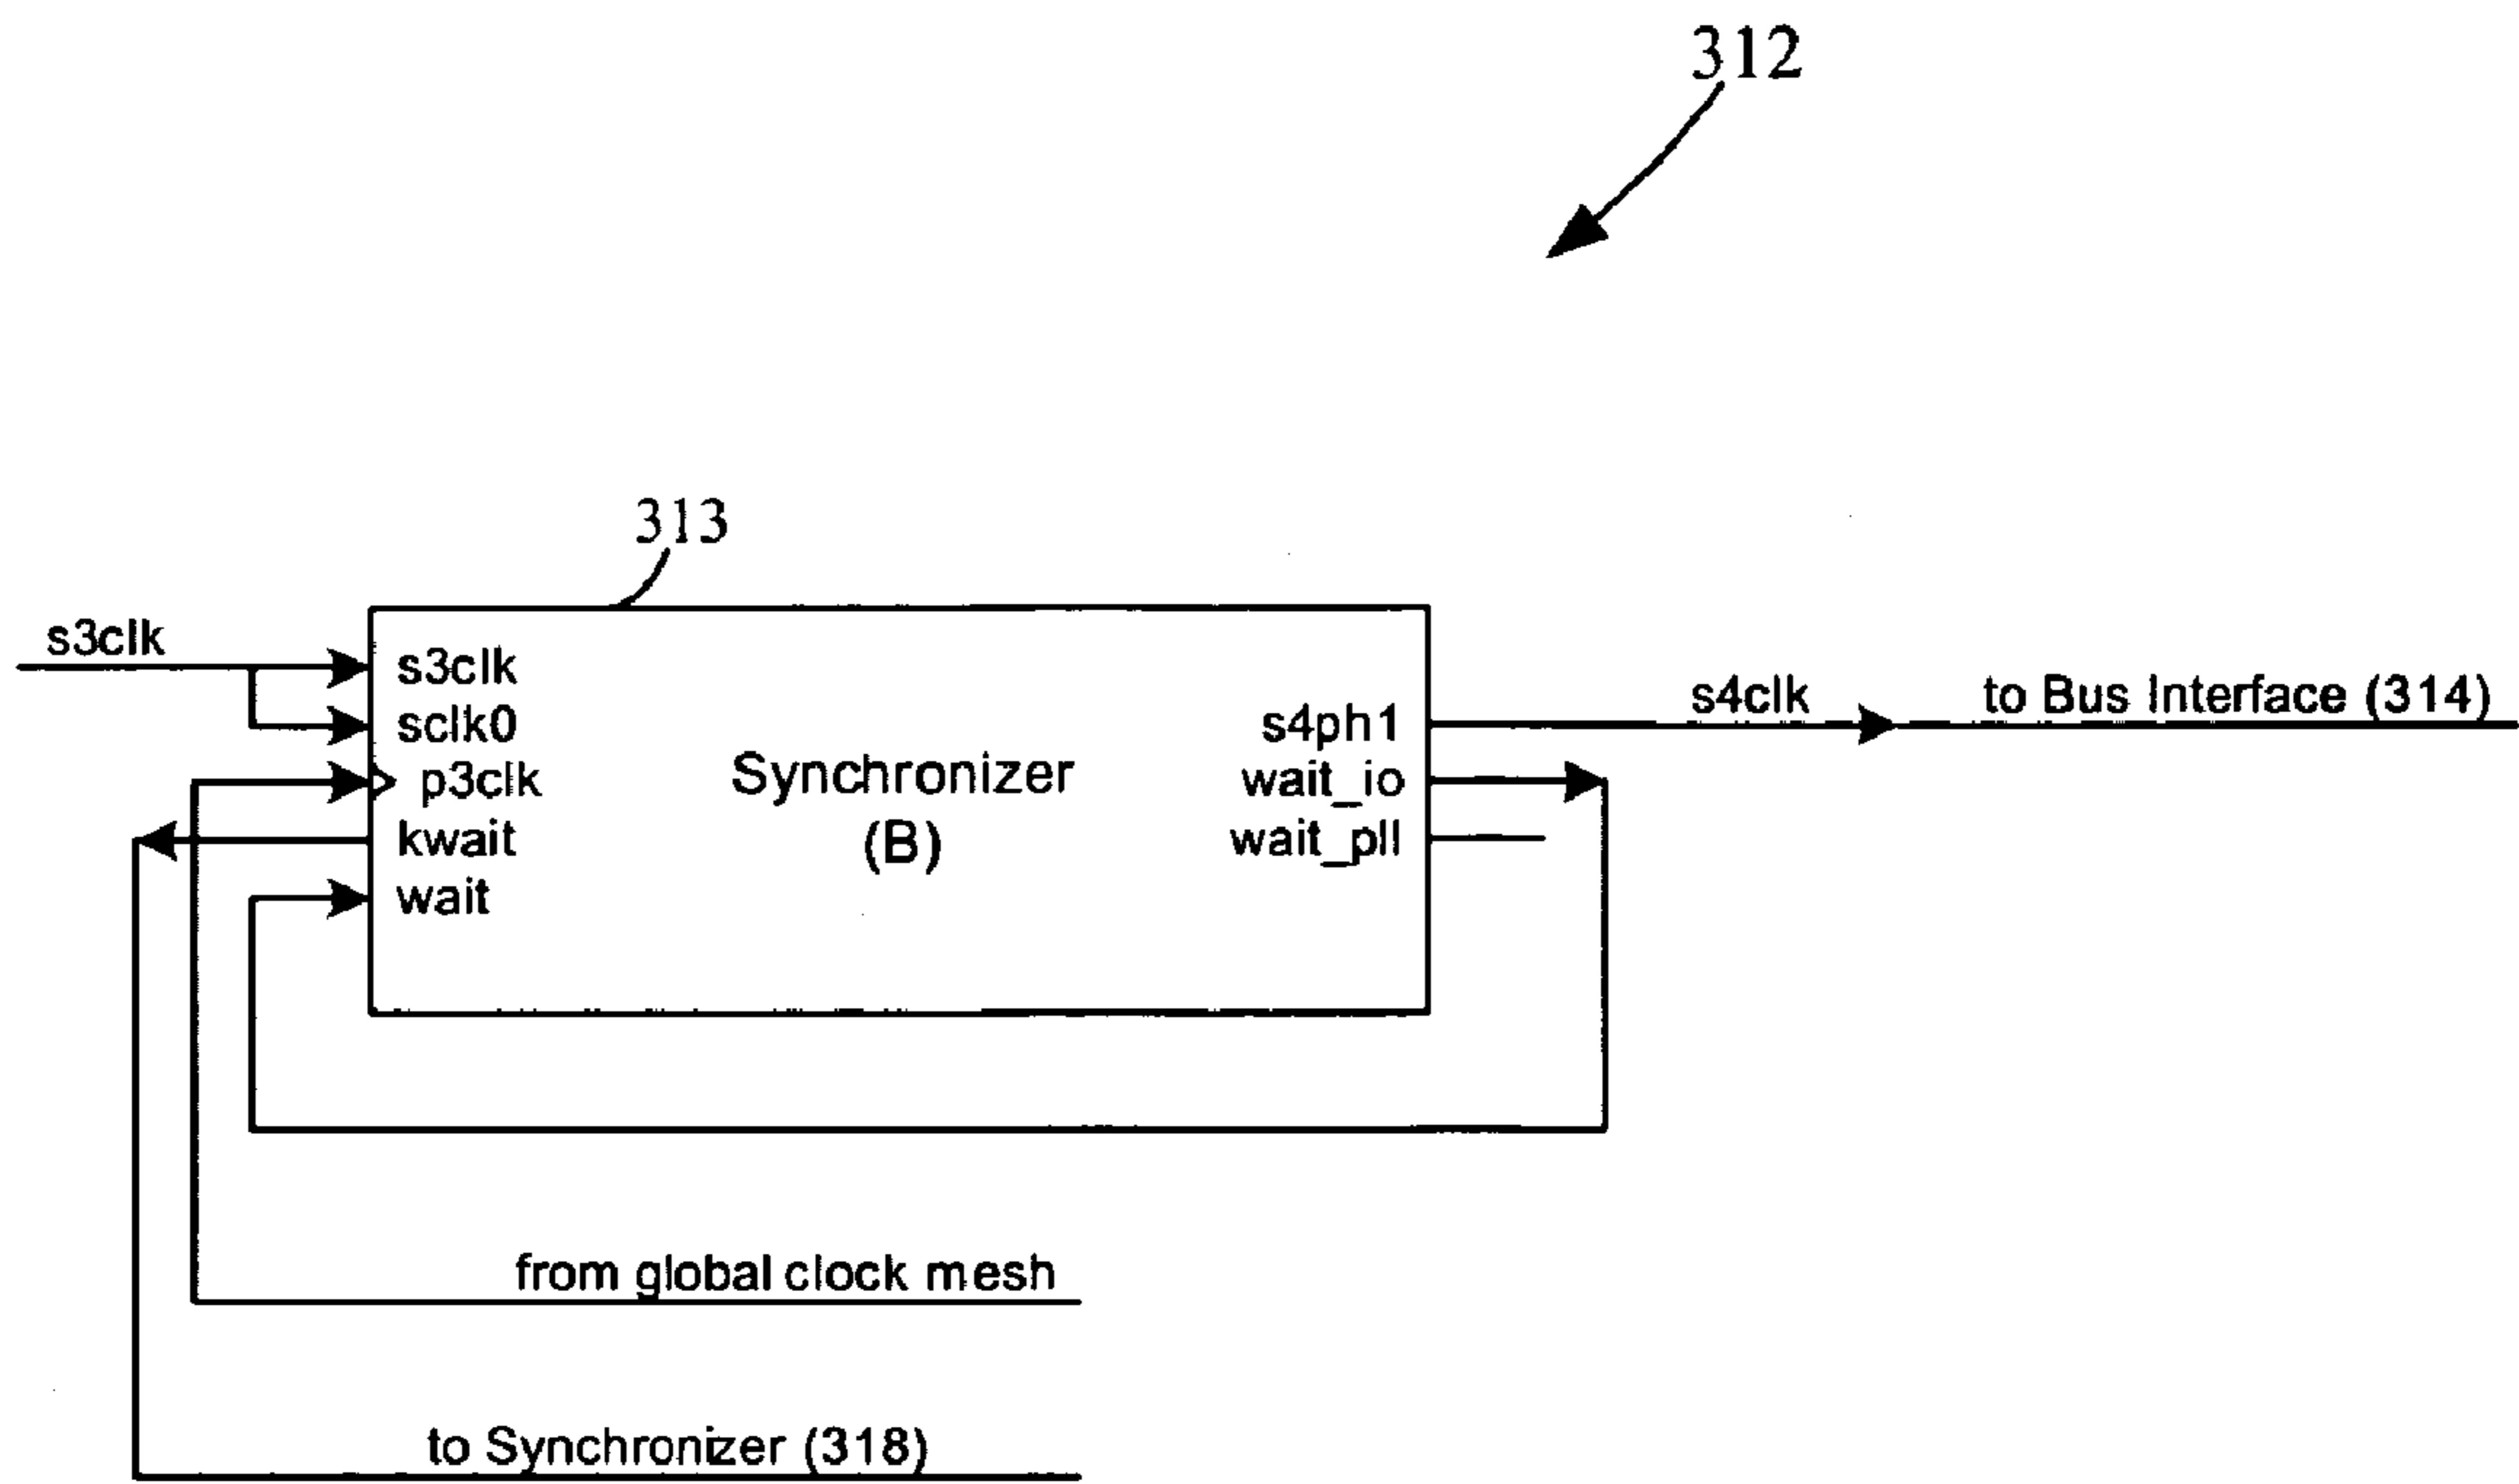 312
313
s3clk
s3clk
sclk0
p3clk
kwait
wait
Synchronizer
(B)
s4ph1
wait_io
wait_pll
s4clk
to Bus Interface (314)
from global clock mesh
to Synchronizer (318)